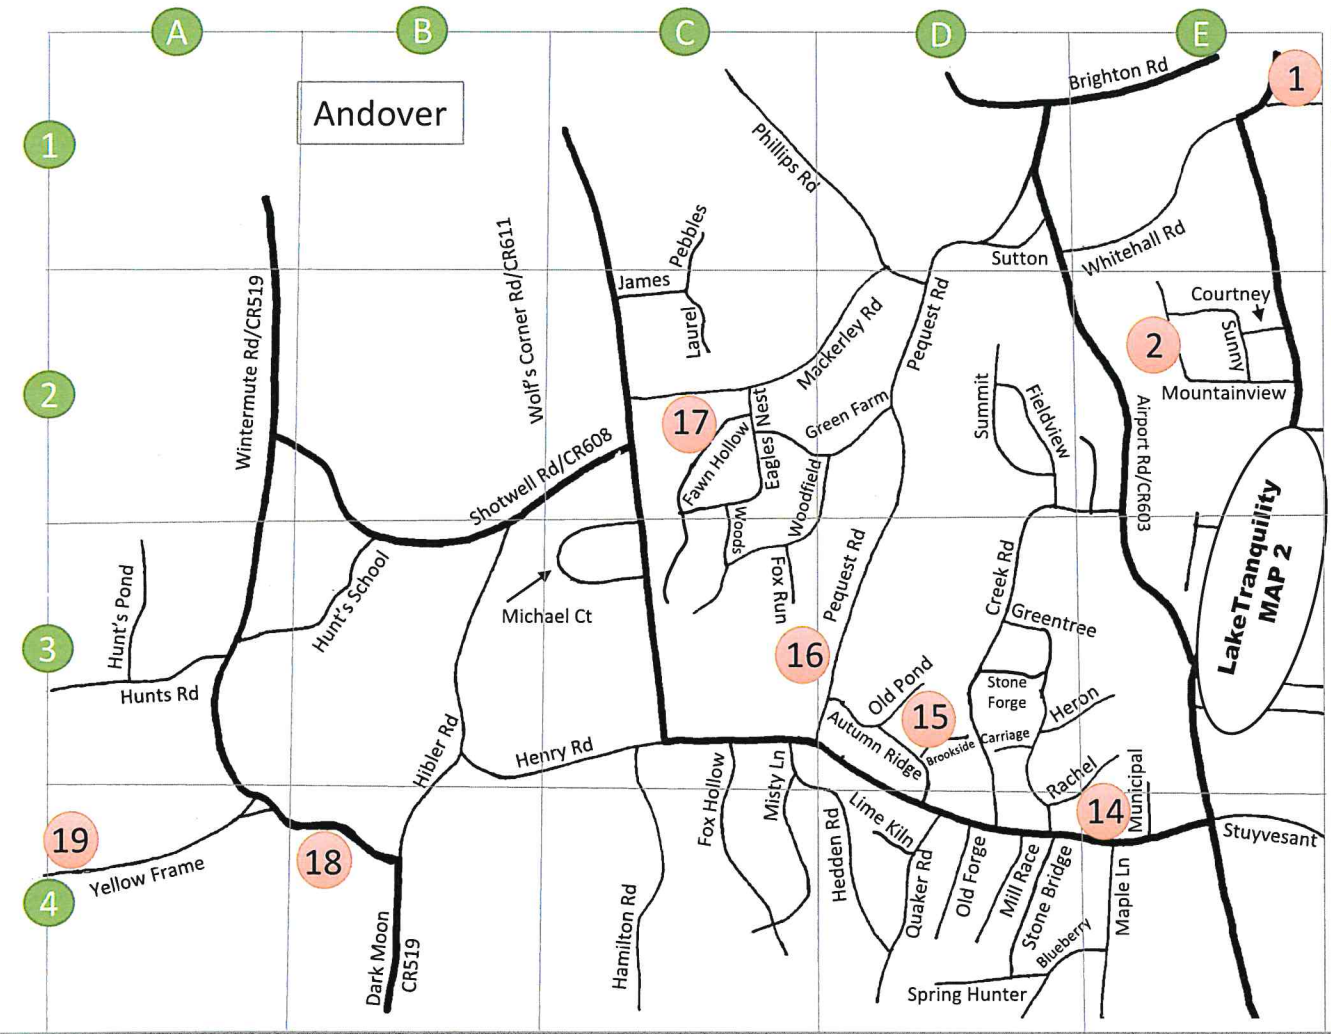 A
B
C
D
E
1
Andover
Brighton Rd
1
Phillips Rd
Pebbles
Sutton
Whitehall Rd
James
Laurel
Wintermute Rd/CR519
Wolf's Corner Rd/CR611
Mackerley Rd
Pequest Rd
Courtney
Sunny
2
Mountainview
2
17
Nest
Eagles
Fawn Hollow
Green Farm
Summit
Fieldview
Airport Rd/CR603
Shotwell Rd/CR608
Woods
Woodfield
LakeTranquility
MAP 2
Hunt's Pond
Hunt's School
Michael Ct
Fox Run
Pequest Rd
Creek Rd
Greentree
3
16
Hunts Rd
Old Pond
15
Stone
Forge
Heron
Autumn Ridge
Brookside
Carriage
Hibler Rd
Henry Rd
Fox Hollow
Misty Ln
Rachel
Municipal
14
19
Yellow Frame
18
Lime Kiln
Hedden Rd
Quaker Rd
Old Forge
Mill Race
Stone Bridge
Maple Ln
Stuyvesant
4
Dark Moon
CR519
Hamilton Rd
Blueberry
Spring Hunter